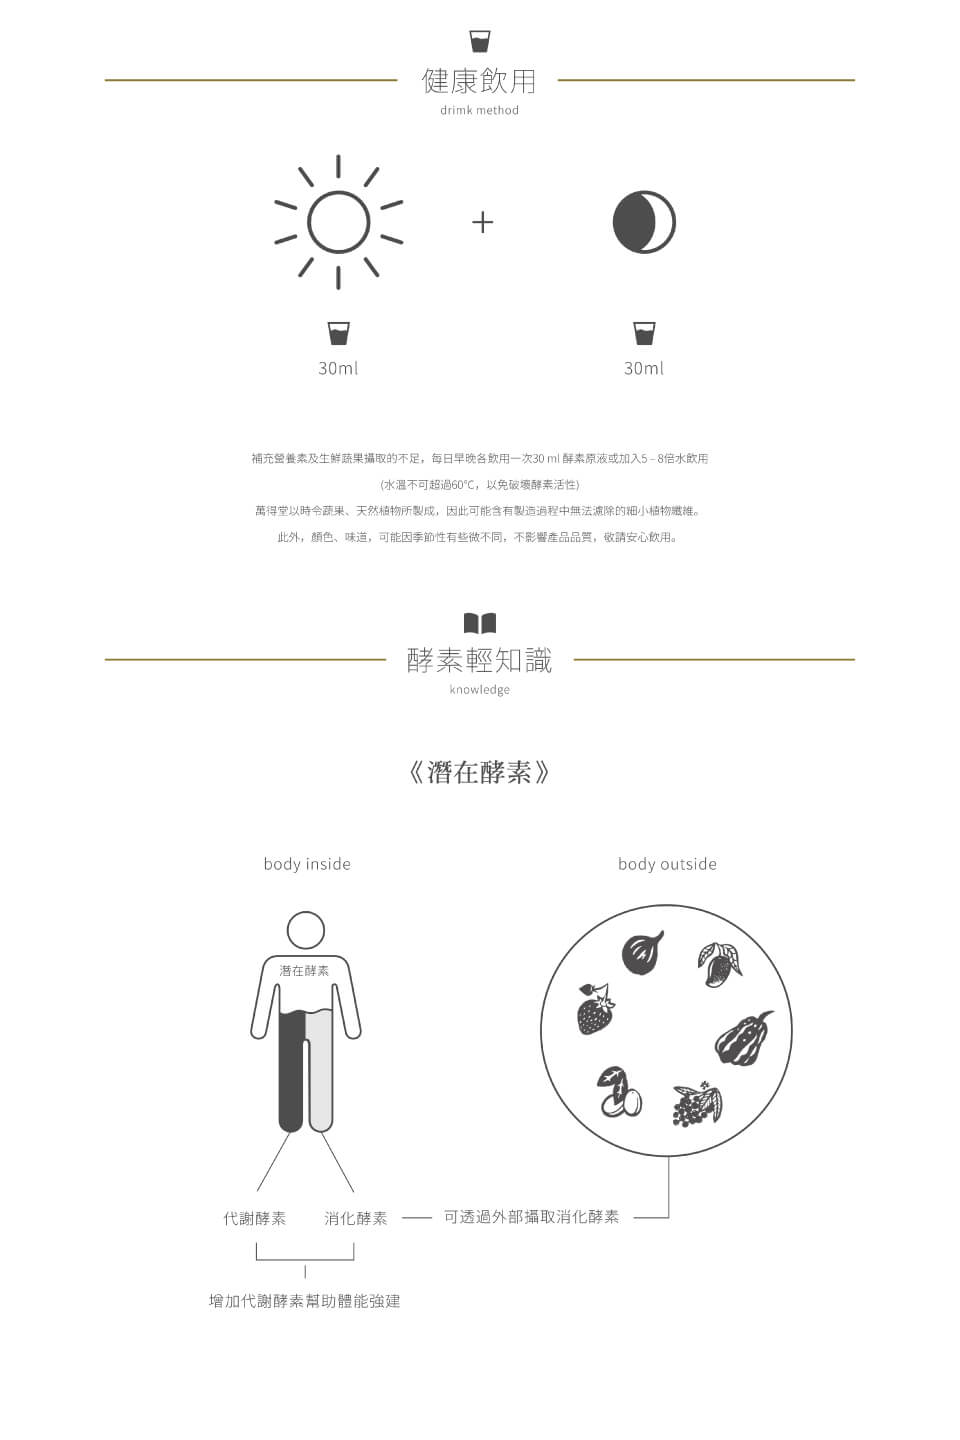 健康飲用
drimk method
+
30ml
30ml
補充營養素及生鮮蔬果攝取的不足，每日早晚各飲用一次30 ml 酵素原液或加入5 – 8倍水飲用
(水溫不可超過60℃，以免破壞酵素活性)
萬得堂以時令蔬果、天然植物所製成，因此可能含有製造過程中無法濾除的細小植物纖維。
此外，顏色、味道，可能因季節性有些微不同，不影響產品品質，敬請安心飲用。
酵素輕知識
knowledge
《潛在酵素》
body inside
body outside
潛在酵素
代謝酵素
消化酵素
可透過外部攝取消化酵素
增加代謝酵素幫助體能強建